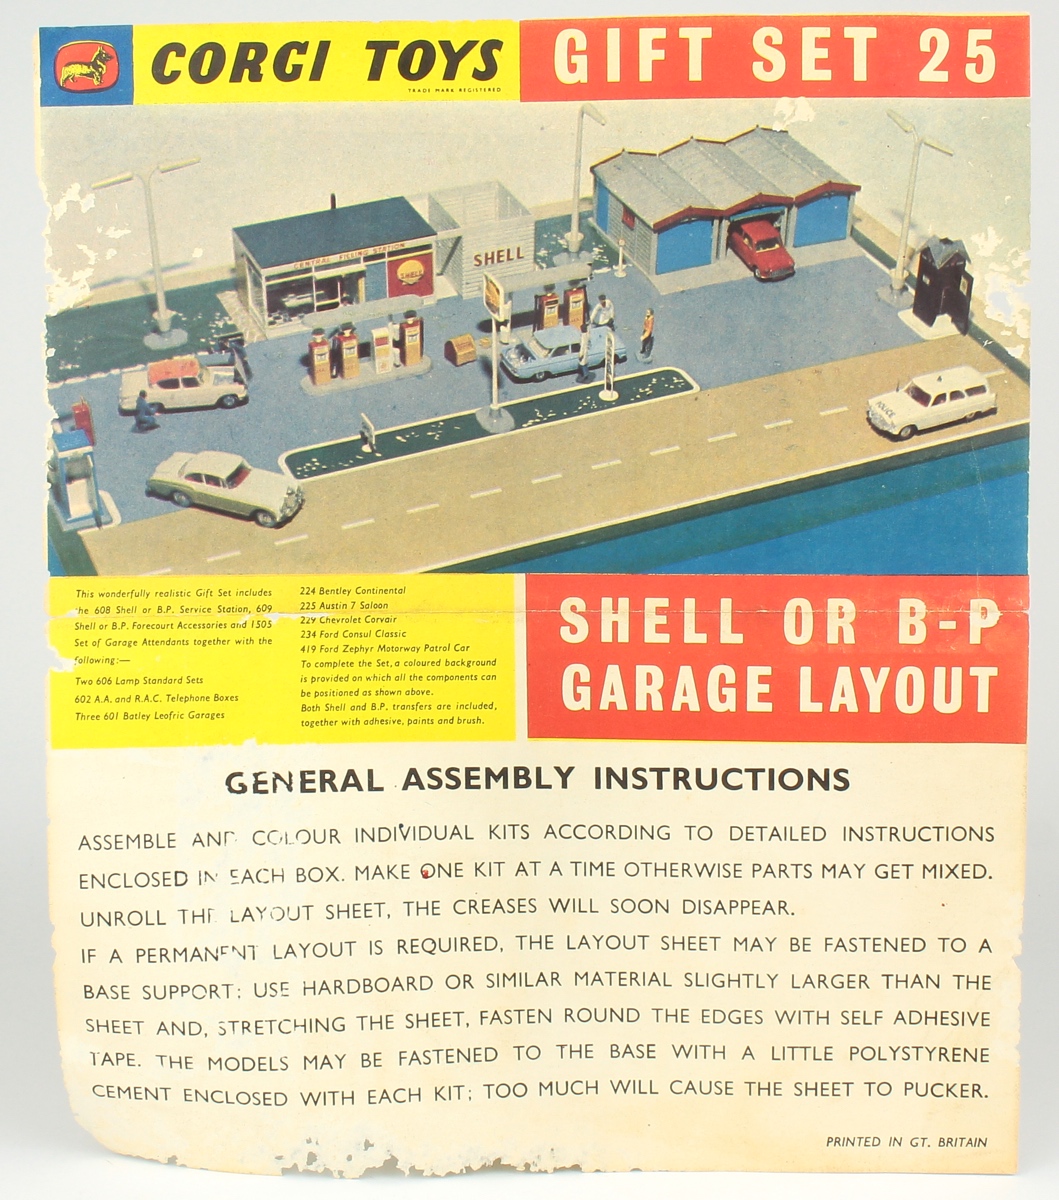 CORGI TOYS
TRADE MARK REGISTERED
GIFT SET 25
CENTRAL FILLING STATION
SHELL
SHELL
POLICE
This wonderfully realistic Gift Set includes
the 608 Shell or B.P. Service Station, 609
Shell or B.P. Forecourt Accessories and 1505
Set of Garage Attendants together with the
following:—
Two 606 Lamp Standard Sets
602 A.A. and R.A.C. Telephone Boxes
Three 601 Batley Leofric Garages
224 Bentley Continental
225 Austin 7 Saloon
229 Chevrolet Corvair
234 Ford Consul Classic
419 Ford Zephyr Motorway Patrol Car
To complete the Set, a coloured background
is provided on which all the components can
be positioned as shown above.
Both Shell and B.P. transfers are included,
together with adhesive, paints and brush.
SHELL OR B-P
GARAGE LAYOUT
GENERAL ASSEMBLY INSTRUCTIONS
ASSEMBLE AND COLOUR INDIVIDUAL KITS ACCORDING TO DETAILED INSTRUCTIONS
ENCLOSED IN EACH BOX. MAKE ONE KIT AT A TIME OTHERWISE PARTS MAY GET MIXED.
UNROLL THE LAYOUT SHEET, THE CREASES WILL SOON DISAPPEAR.
IF A PERMANENT LAYOUT IS REQUIRED, THE LAYOUT SHEET MAY BE FASTENED TO A
BASE SUPPORT: USE HARDBOARD OR SIMILAR MATERIAL SLIGHTLY LARGER THAN THE
SHEET AND, STRETCHING THE SHEET, FASTEN ROUND THE EDGES WITH SELF ADHESIVE
TAPE. THE MODELS MAY BE FASTENED TO THE BASE WITH A LITTLE POLYSTYRENE
CEMENT ENCLOSED WITH EACH KIT; TOO MUCH WILL CAUSE THE SHEET TO PUCKER.
PRINTED IN GT. BRITAIN